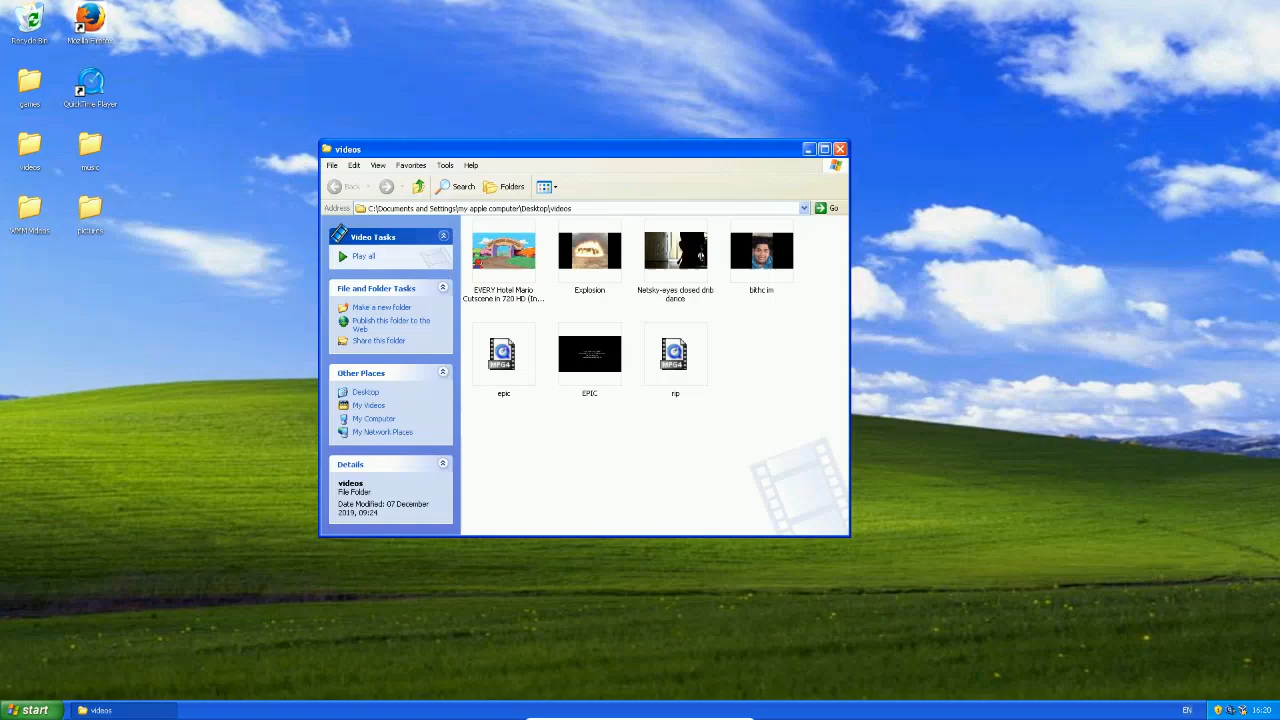 Recycle Bin
Mozilla Firefox
games
QuickTime Player
videos
music
WMM Videos
pictures
videos
File Edit View Favorites Tools Help
Back Search Folders
Address C:\Documents and Settings\my apple computer\Desktop\videos Go
Video Tasks
Play all
File and Folder Tasks
Make a new folder
Publish this folder to the
Web
Share this folder
Other Places
Desktop
My Videos
My Computer
My Network Places
Details
videos
File Folder
Date Modified: 07 December
2019, 09:24
EVERY Hotel Mario
Cutscene in 720 HD (In...
Explosion
Netsky-eyes closed dnb
dance
bithc im
MPG4
epic
EPIC
MPG4
rip
start
videos
EN
16:20